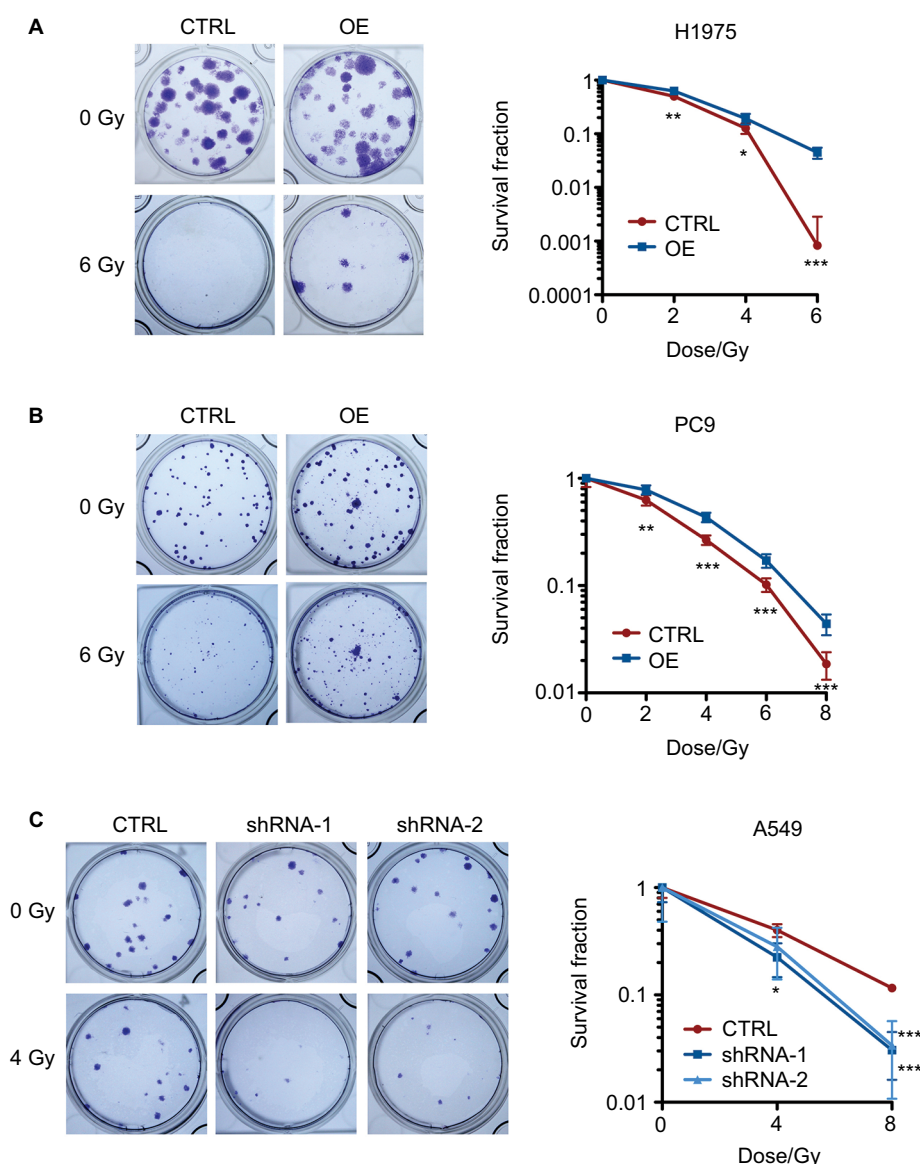 A
CTRL
OE
0 Gy
6 Gy
H1975
Survival fraction
1
0.1
0.01
0.001
0.0001
**
*
***
CTRL
OE
0
2
4
6
Dose/Gy
B
CTRL
OE
0 Gy
6 Gy
PC9
Survival fraction
1
0.1
0.01
**
***
***
***
CTRL
OE
0
2
4
6
8
Dose/Gy
C
CTRL
shRNA-1
shRNA-2
0 Gy
4 Gy
A549
Survival fraction
1
0.1
0.01
*
***
***
CTRL
shRNA-1
shRNA-2
0
4
8
Dose/Gy